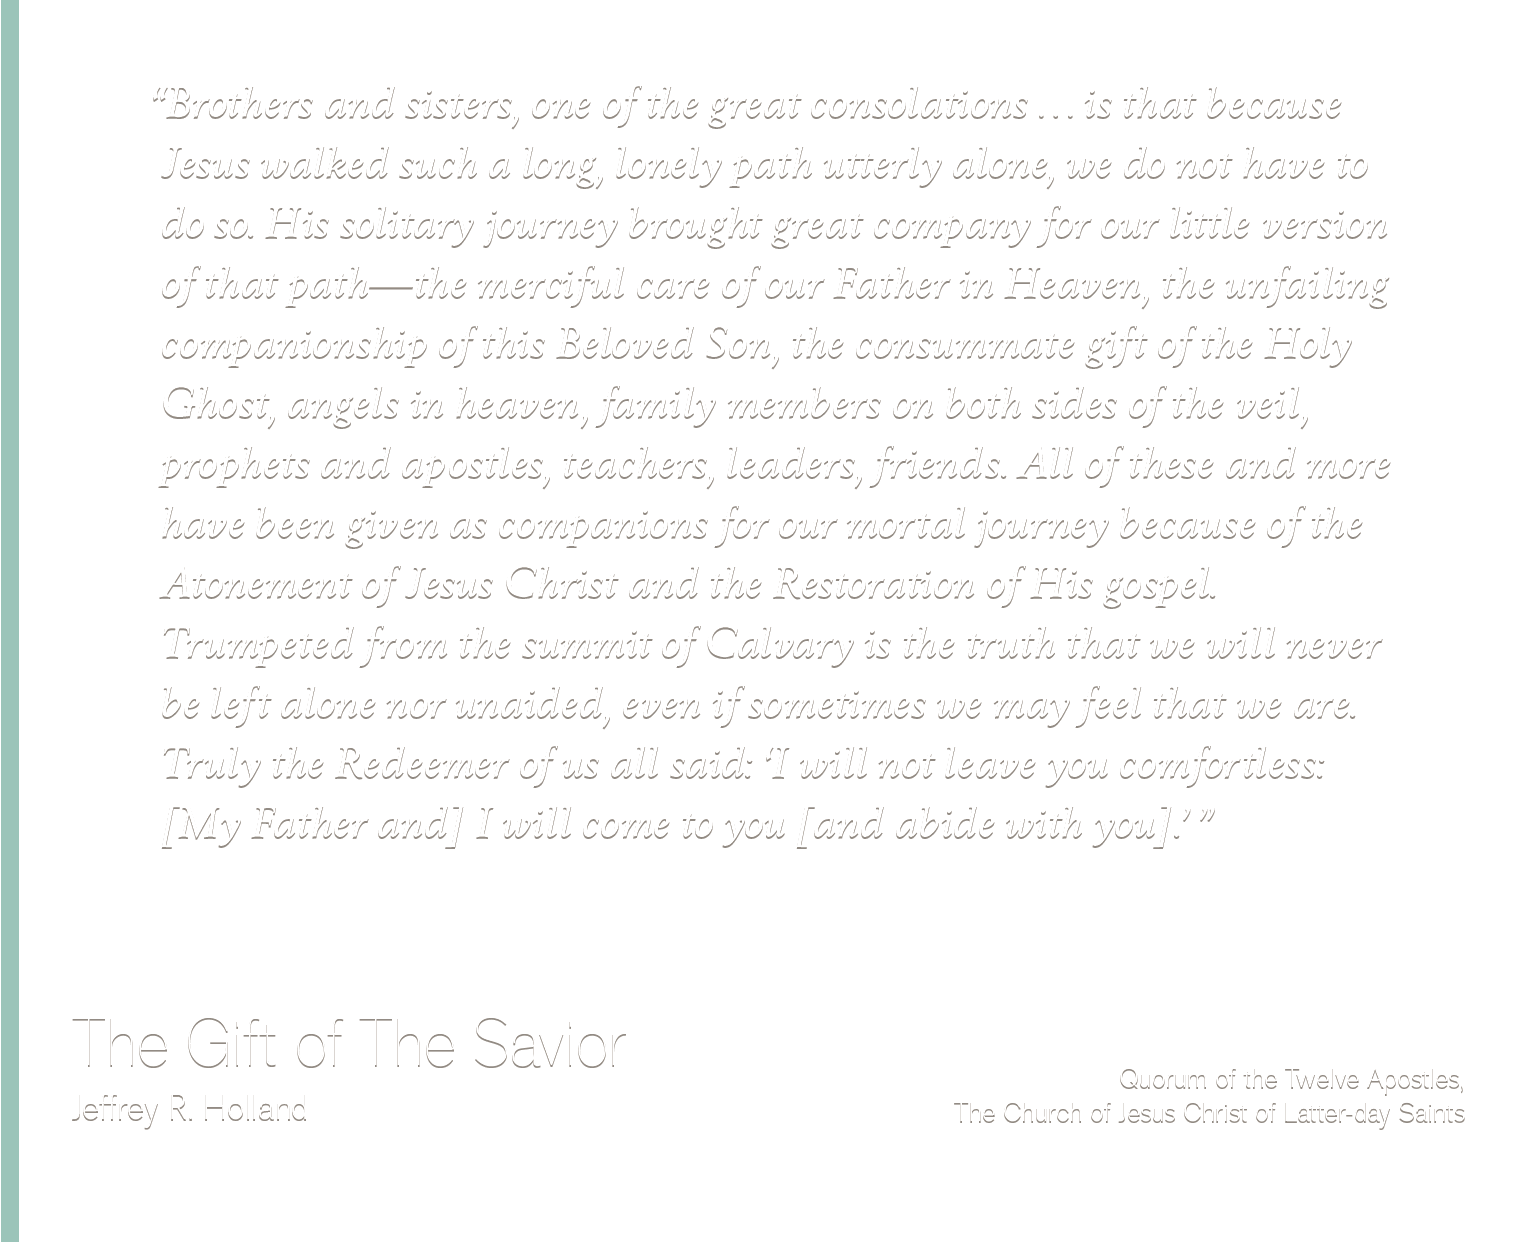 “Brothers and sisters, one of the great consolations … is that because
Jesus walked such a long, lonely path utterly alone, we do not have to
do so. His solitary journey brought great company for our little version
of that path—the merciful care of our Father in Heaven, the unfailing
companionship of this Beloved Son, the consummate gift of the Holy
Ghost, angels in heaven, family members on both sides of the veil,
prophets and apostles, teachers, leaders, friends. All of these and more
have been given as companions for our mortal journey because of the
Atonement of Jesus Christ and the Restoration of His gospel.
Trumpeted from the summit of Calvary is the truth that we will never
be left alone nor unaided, even if sometimes we may feel that we are.
Truly the Redeemer of us all said: ‘I will not leave you comfortless:
[My Father and] I will come to you [and abide with you].’ ”
The Gift of The Savior
Jeffrey R. Holland
Quorum of the Twelve Apostles,
The Church of Jesus Christ of Latter-day Saints